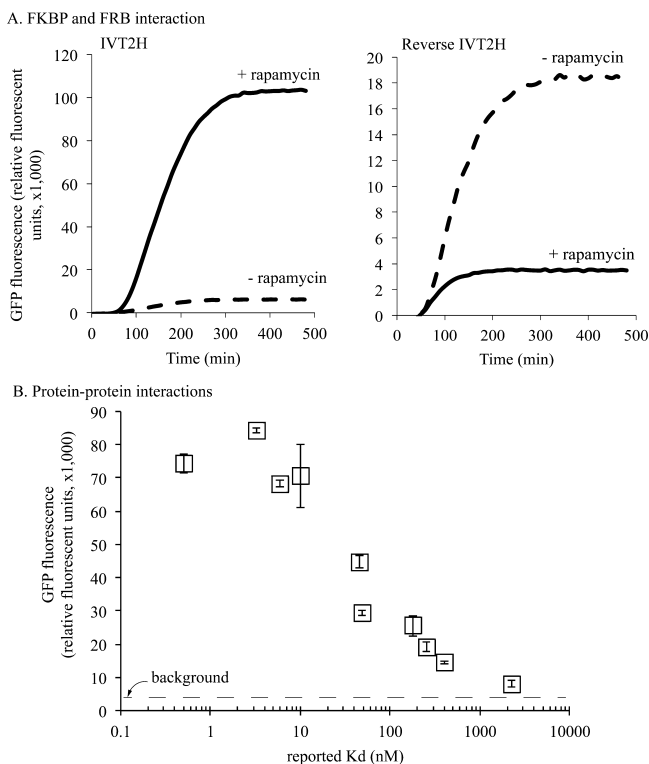 A. FKBP and FRB interaction
IVT2H
Reverse IVT2H
GFP fluorescence (relative fluorescent
units, x1,000)
120
100
80
60
40
20
0
+ rapamycin
- rapamycin
0 100 200 300 400 500
Time (min)
20
18
16
14
12
10
8
6
4
2
0
- rapamycin
+ rapamycin
0 100 200 300 400 500
Time (min)
B. Protein-protein interactions
GFP fluorescence
(relative fluorescent units, x1,000)
90
80
70
60
50
40
30
20
10
0
background
0.1 1 10 100 1000 10000
reported Kd (nM)